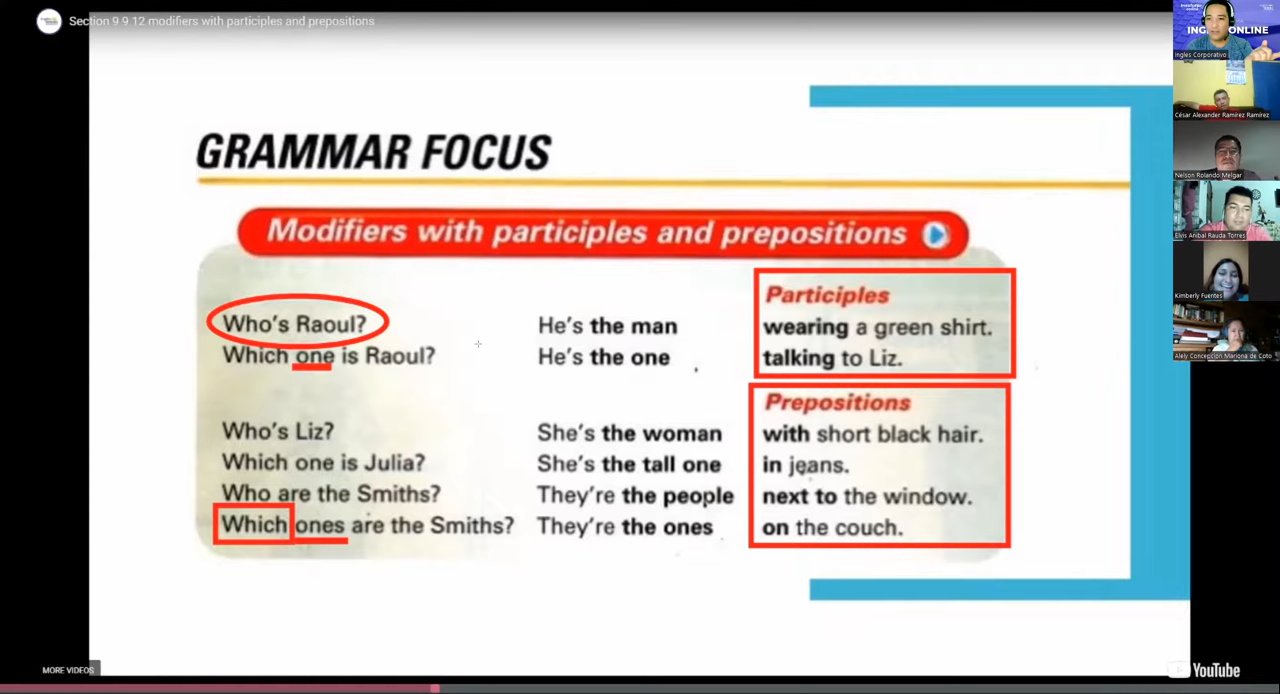 Section 9 9 12 modifiers with participles and prepositions
GRAMMAR FOCUS
Modifiers with participles and prepositions
Participles
Who's Raoul? He's the man wearing a green shirt.
Which one is Raoul? He's the one talking to Liz.
Prepositions
Who's Liz? She's the woman with short black hair.
Which one is Julia? She's the tall one in jeans.
Who are the Smiths? They're the people next to the window.
Which ones are the Smiths? They're the ones on the couch.
MORE VIDEOS
YouTube
ONLINE
Ingles Corporativo
César Alexander Ramírez Ramírez
Nelson Rolando Melgar
Elvis Anibal Rauda Torres
Kimberly Fuentes
Alely Concepcion Mariona de Coto